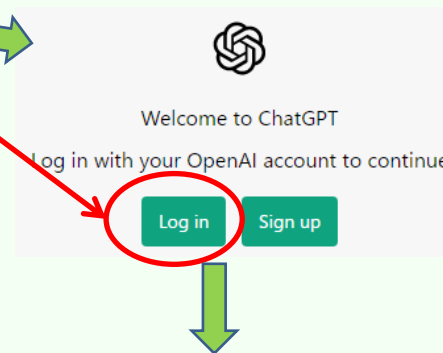 Welcome to ChatGPT
Log in with your OpenAI account to continue
Log in Sign up